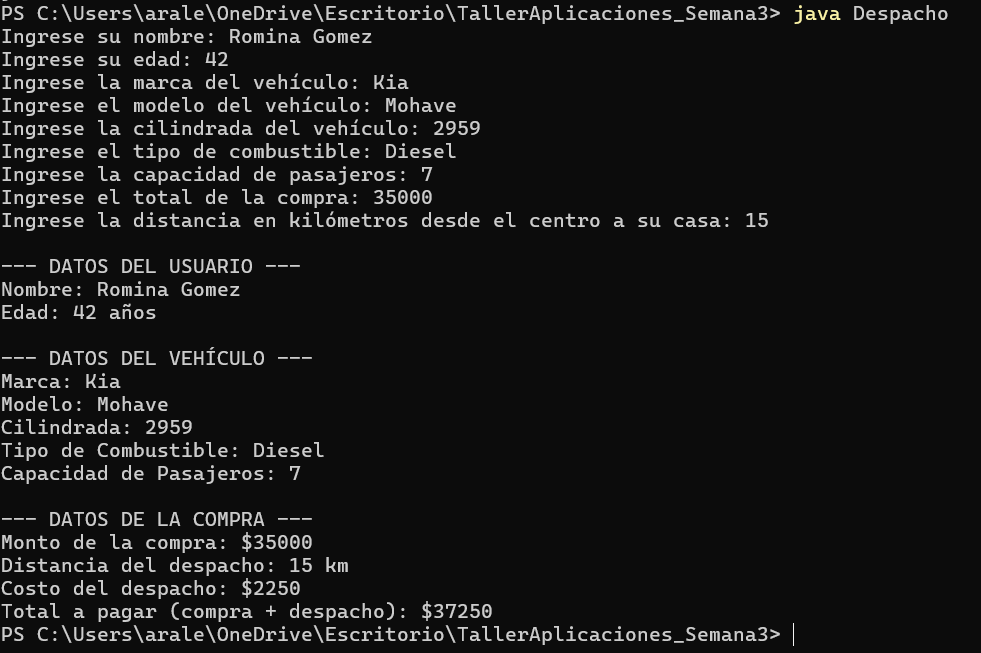 PS C:\Users\arale\OneDrive\Escritorio\TallerAplicaciones_Semana3> java Despacho
Ingrese su nombre: Romina Gomez
Ingrese su edad: 42
Ingrese la marca del vehículo: Kia
Ingrese el modelo del vehículo: Mohave
Ingrese la cilindrada del vehículo: 2959
Ingrese el tipo de combustible: Diesel
Ingrese la capacidad de pasajeros: 7
Ingrese el total de la compra: 35000
Ingrese la distancia en kilómetros desde el centro a su casa: 15

--- DATOS DEL USUARIO ---
Nombre: Romina Gomez
Edad: 42 años

--- DATOS DEL VEHÍCULO ---
Marca: Kia
Modelo: Mohave
Cilindrada: 2959
Tipo de Combustible: Diesel
Capacidad de Pasajeros: 7

--- DATOS DE LA COMPRA ---
Monto de la compra: $35000
Distancia del despacho: 15 km
Costo del despacho: $2250
Total a pagar (compra + despacho): $37250
PS C:\Users\arale\OneDrive\Escritorio\TallerAplicaciones_Semana3>